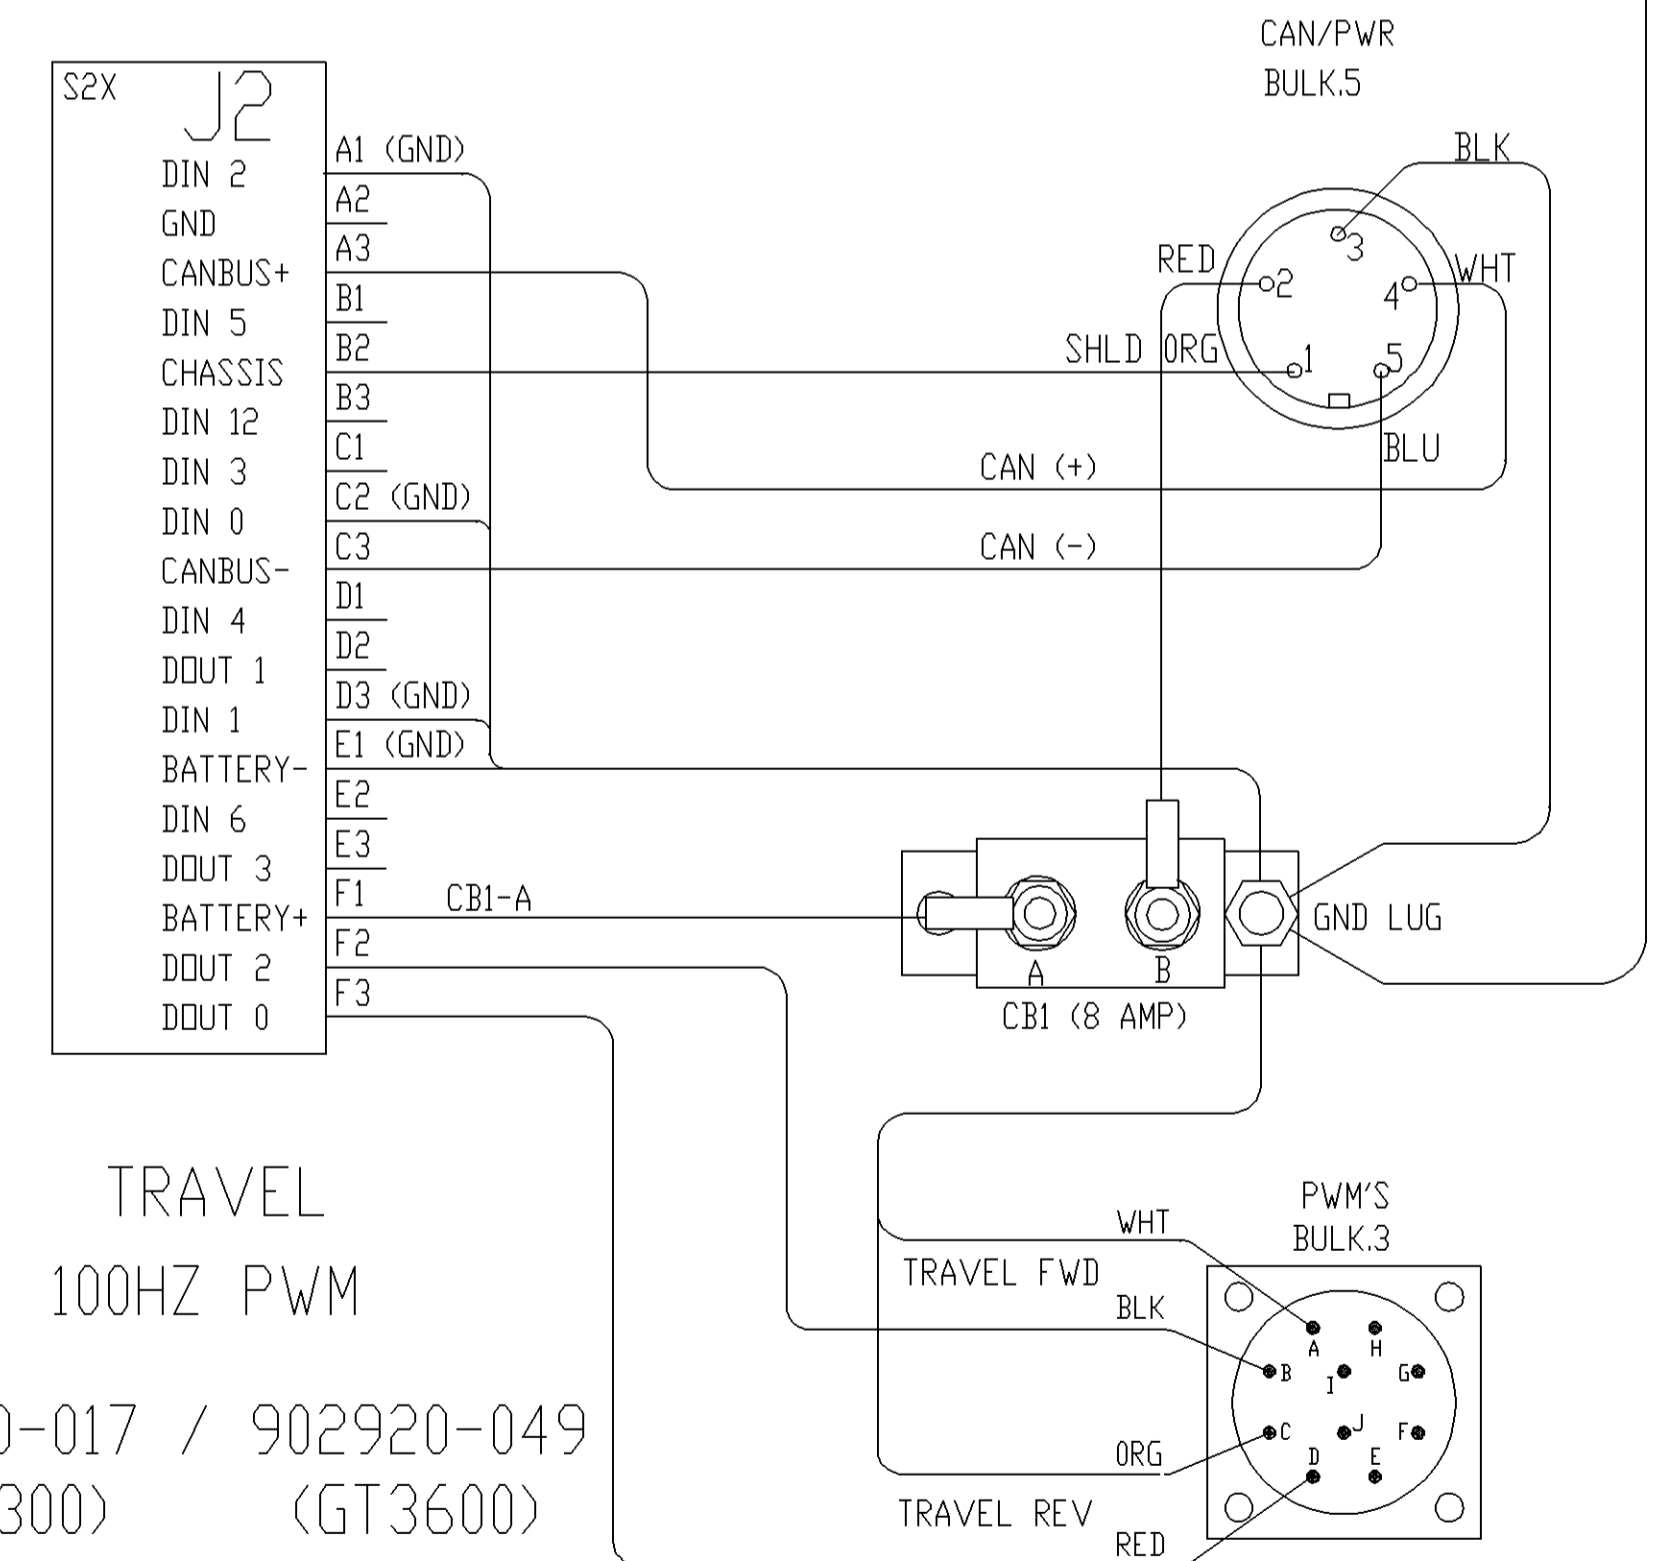 CAN/PWR
BULK.5
S2X
J2
A1 (GND)
DIN 2
A2
GND
A3
CANBUS+
B1
DIN 5
B2
CHASSIS
B3
DIN 12
C1
DIN 3
C2 (GND)
DIN 0
C3
CANBUS-
D1
DIN 4
D2
DOUT 1
D3 (GND)
DIN 1
E1 (GND)
BATTERY-
E2
DIN 6
E3
DOUT 3
F1
BATTERY+
F2
DOUT 2
F3
DOUT 0
BLK
3
RED
2
4
WHT
SHLD ORG
1
5
BLU
CAN (+)
CAN (-)
CB1-A
GND LUG
A
B
CB1 (8 AMP)
TRAVEL
100HZ PWM
0-017 / 902920-049
300)
(GT3600)
PWM'S
BULK.3
WHT
TRAVEL FWD
BLK
A
H
B
I
G
C
J
F
D
E
ORG
TRAVEL REV
RED